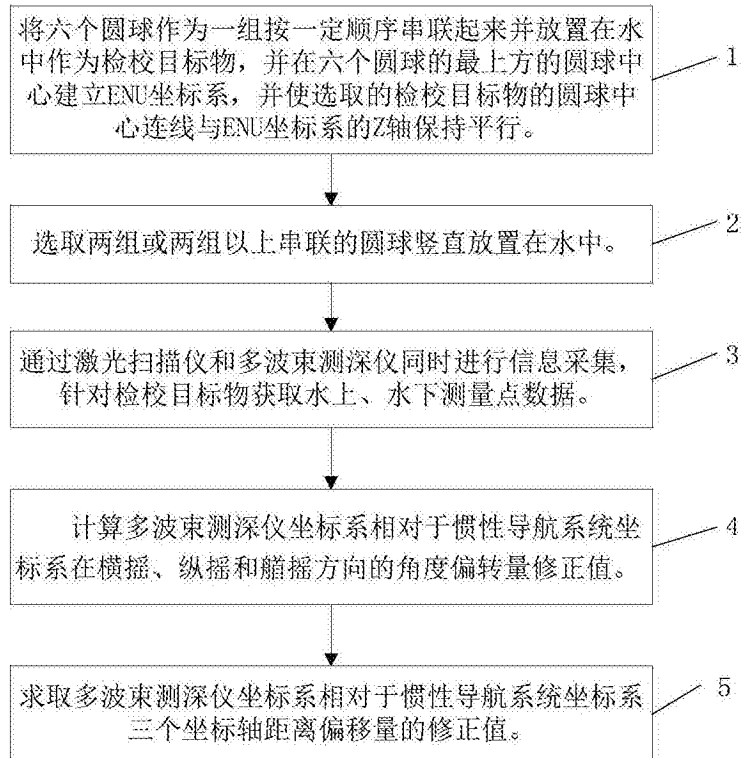 将六个圆球作为一组按一定顺序串联起来并放置在水
中作为检校目标物，并在六个圆球的最上方的圆球中
心建立ENU坐标系，并使选取的检校目标物的圆球中
心连线与ENU坐标系的Z轴保持平行。
1
选取两组或两组以上串联的圆球竖直放置在水中。
2
通过激光扫描仪和多波束测深仪同时进行信息采集，
针对检校目标物获取水上、水下测量点数据。
3
计算多波束测深仪坐标系相对于惯性导航系统坐
标系在横摇、纵摇和艏摇方向的角度偏转量修正值。
4
求取多波束测深仪坐标系相对于惯性导航系统坐标系
三个坐标轴距离偏移量的修正值。
5